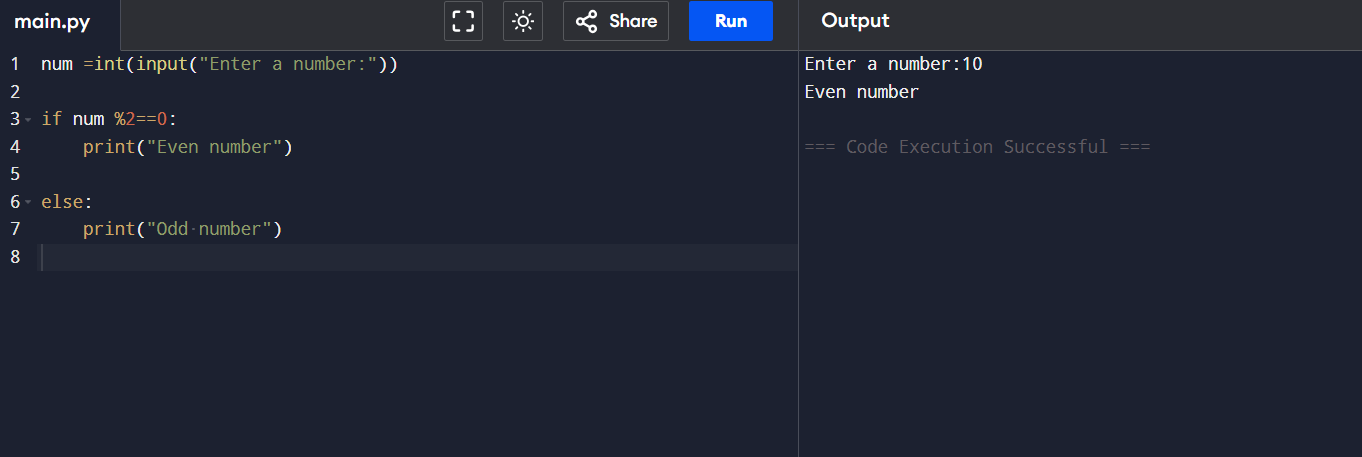 main.py Share Run Output
1 num =int(input("Enter a number:"))
2
3 if num %2==0:
4     print("Even number")
5
6 else:
7     print("Odd number")
8
Enter a number:10
Even number
=== Code Execution Successful ===